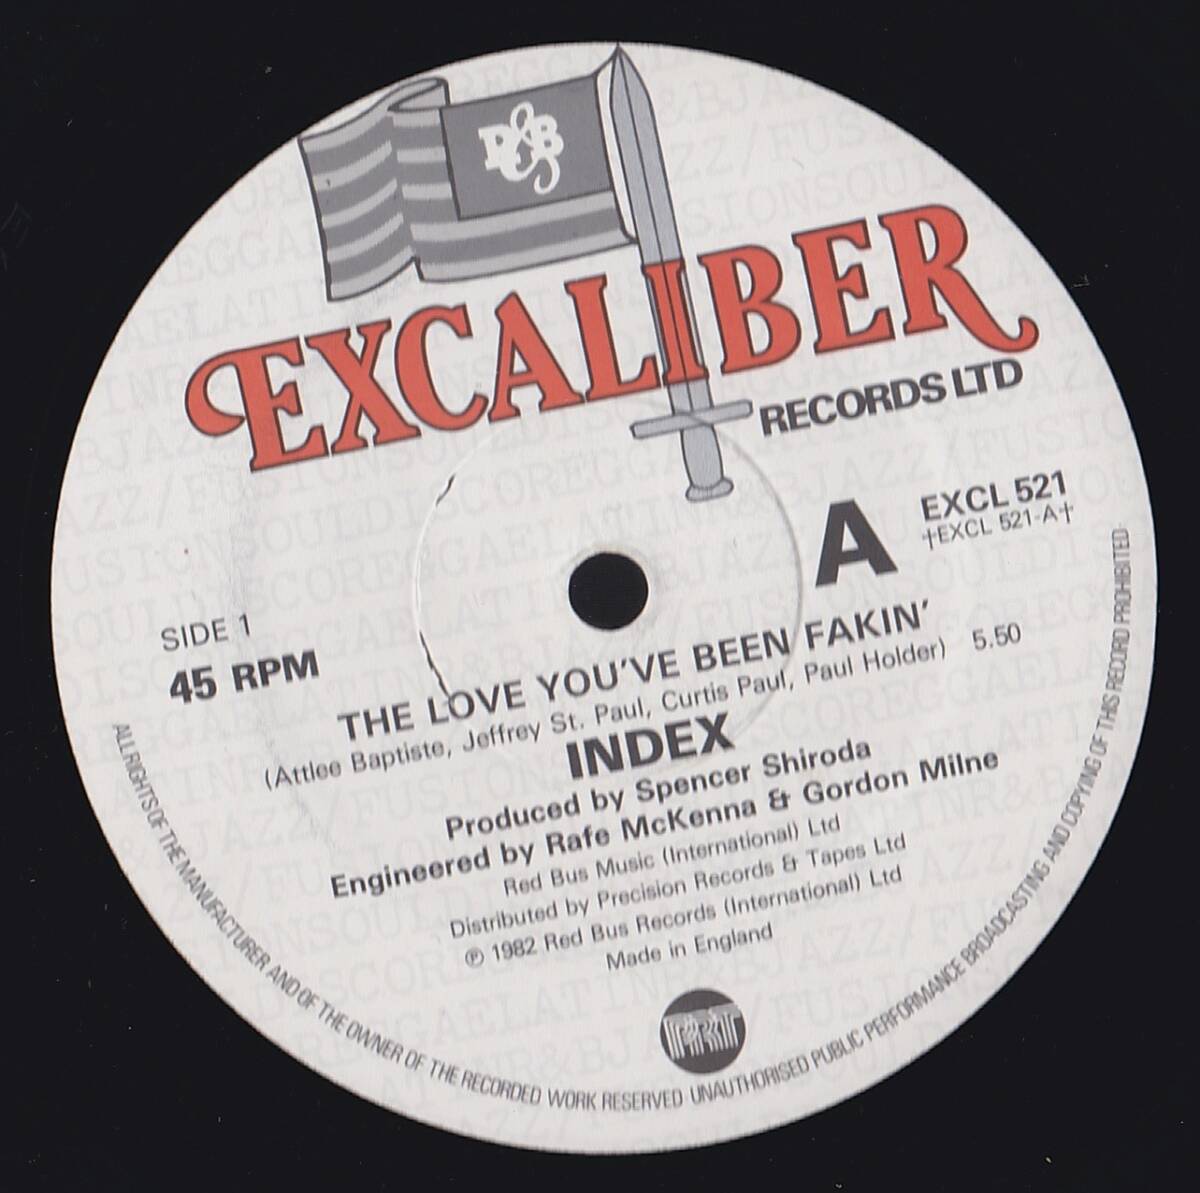 R&B
EXCALIBER
RECORDS LTD
A
EXCL 521
†EXCL 521-A†
SIDE 1
45 RPM
THE LOVE YOU'VE BEEN FAKIN'
(Attlee Baptiste, Jeffrey St. Paul, Curtis Paul, Paul Holder) 5.50
INDEX
Produced by Spencer Shiroda
Engineered by Rafe McKenna & Gordon Milne
Red Bus Music (International) Ltd
Distributed by Precision Records & Tapes Ltd
℗ 1982 Red Bus Records (International) Ltd
Made in England
PRT
ALL RIGHTS OF THE MANUFACTURER AND OF THE OWNER OF THE RECORDED WORK RESERVED · UNAUTHORISED PUBLIC PERFORMANCE BROADCASTING AND COPYING OF THIS RECORD PROHIBITED·